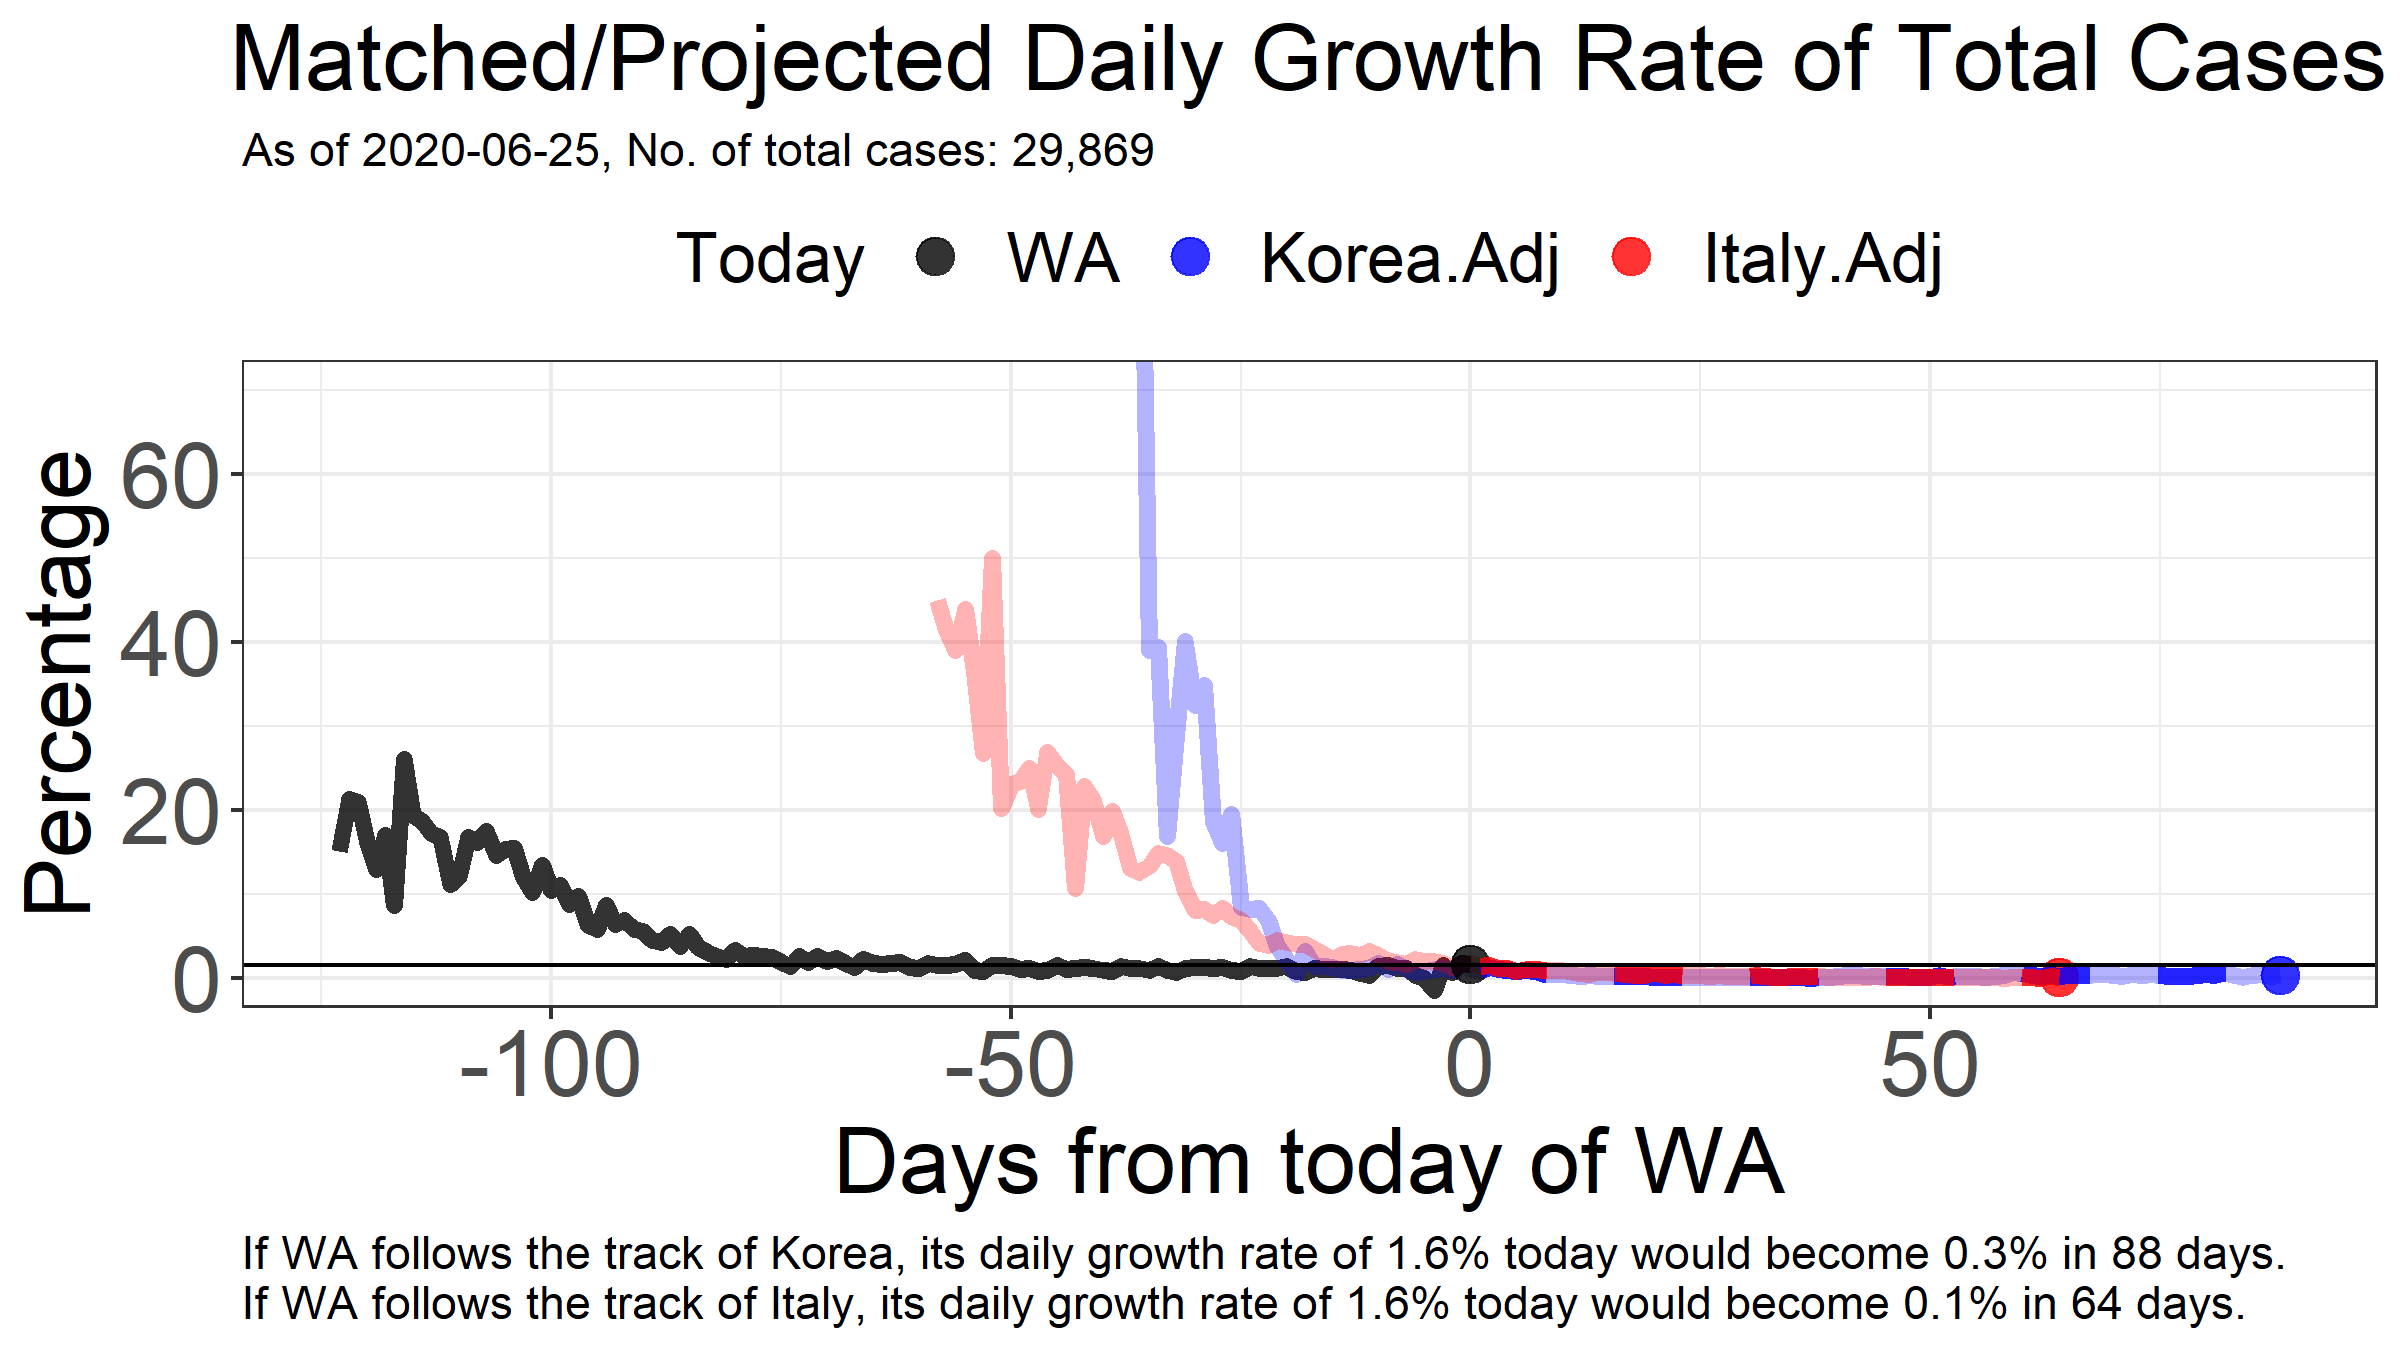 Matched/Projected Daily Growth Rate of Total Cases
As of 2020-06-25, No. of total cases: 29,869
Today WA Korea.Adj Italy.Adj
Percentage
60
40
20
0
-100 -50 0 50
Days from today of WA
If WA follows the track of Korea, its daily growth rate of 1.6% today would become 0.3% in 88 days.
If WA follows the track of Italy, its daily growth rate of 1.6% today would become 0.1% in 64 days.